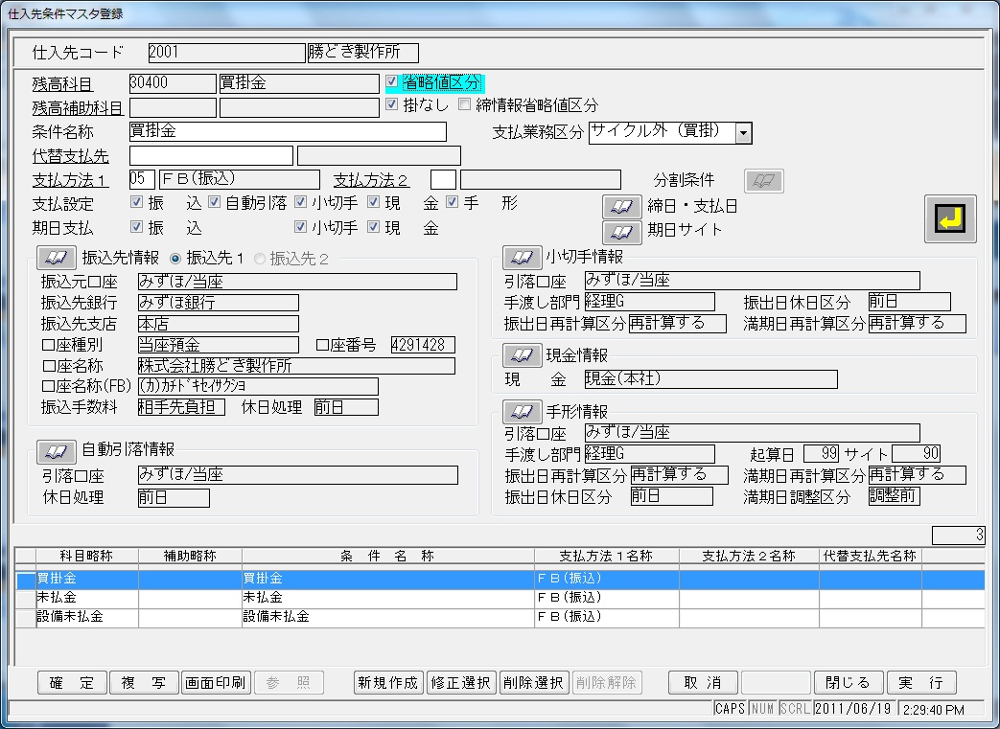 仕入先条件マスタ登録
仕入先コード 2001 勝どき製作所
残高科目 30400 買掛金 省略値区分
残高補助科目 掛なし 締情報省略値区分
条件名称 買掛金 支払業務区分 サイクル外（買掛）
代替支払先
支払方法１ 05 ＦＢ(振込) 支払方法２ 分割条件
支払設定 振　込 自動引落 小切手 現　金 手　形 締日・支払日
期日支払 振　込 小切手 現　金 期日サイト
振込先情報 振込先１ 振込先２
振込元口座 みずほ/当座
振込先銀行 みずほ銀行
振込先支店 本店
口座種別 当座預金 口座番号 4291428
口座名称 株式会社勝どき製作所
口座名称(FB) (カ)カチドキセイサクショ
振込手数料 相手先負担 休日処理 前日
自動引落情報
引落口座 みずほ/当座
休日処理 前日
小切手情報
引落口座 みずほ/当座
手渡し部門 経理G 振出日休日区分 前日
振出日再計算区分 再計算する 満期日再計算区分 再計算する
現金情報
現　金 現金(本社)
手形情報
引落口座 みずほ/当座
手渡し部門 経理G 起算日 99 サイト 90
振出日再計算区分 再計算する 満期日再計算区分 再計算する
振出日休日区分 前日 満期日調整区分 調整前
3
科目略称 補助略称 条　件　名　称 支払方法１名称 支払方法２名称 代替支払先名称
買掛金 買掛金 ＦＢ(振込)
未払金 未払金 ＦＢ(振込)
設備未払金 設備未払金 ＦＢ(振込)
確　定 複　写 画面印刷 参　照 新規作成 修正選択 削除選択 削除解除 取　消 閉じる 実　行
CAPS NUM SCRL 2011/06/19 2:29:40 PM